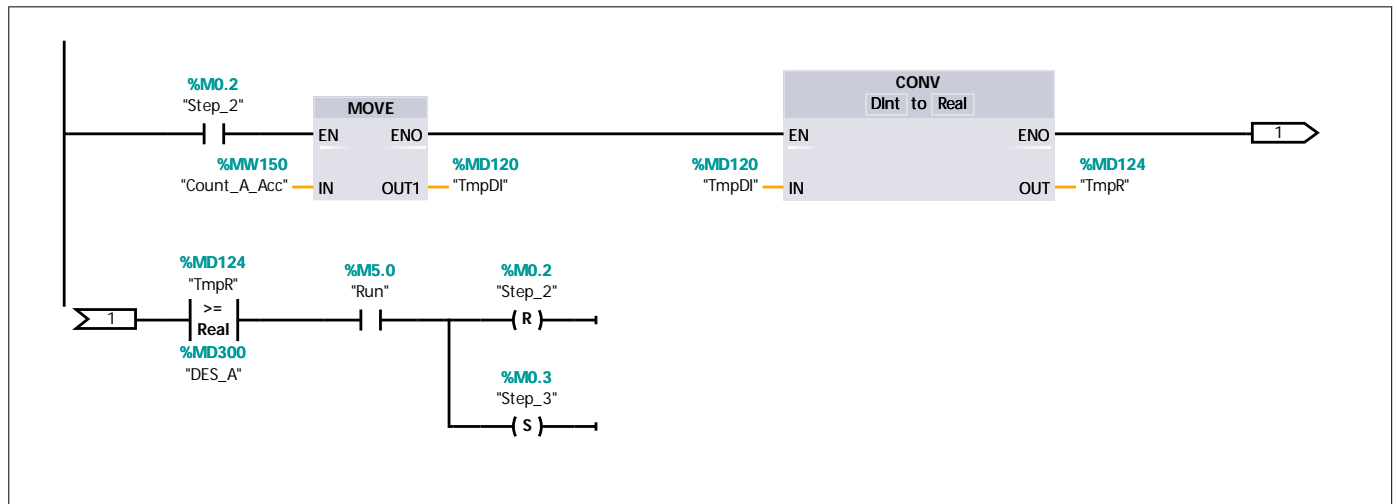 %M0.2
"Step_2"
MOVE
EN ENO
%MW150
"Count_A_Acc"
IN OUT1
%MD120
"TmpDI"
CONV
DInt to Real
EN ENO
%MD120
"TmpDI"
IN OUT
%MD124
"TmpR"
1
1
%MD124
"TmpR"
>=
Real
%MD300
"DES_A"
%M5.0
"Run"
%M0.2
"Step_2"
R
%M0.3
"Step_3"
S